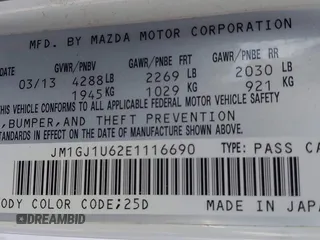 MFD. BY MAZDA MOTOR CORPORATION
GVWR/PNBV GAWR/PNBE FRT GAWR/PNBE RR
03/13 4288 LB 2269 LB 2030 LB
1945 KG 1029 KG 921 KG
THIS VEHICLE CONFORMS TO ALL APPLICABLE FEDERAL MOTOR VEHICLE SAFETY
, BUMPER, AND THEFT PREVENTION
STANDARDS IN EFFECT ON THE DATE OF MANUFACTURE SHOWN ABOVE.
JM1GJ1U62E1116690 TYPE: PASS CA
ODY COLOR CODE;25D MADE IN JAPA
DREAMBID